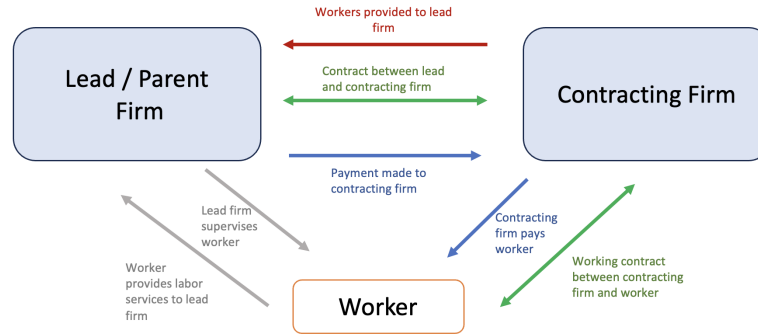 Workers provided to lead
firm
Lead / Parent
Firm
Contract between lead
and contracting firm
Contracting Firm
Payment made to
contracting firm
Lead firm
supervises
worker
Contracting
firm pays
worker
Worker
provides labor
services to lead
firm
Working contract
between contracting
firm and worker
Worker